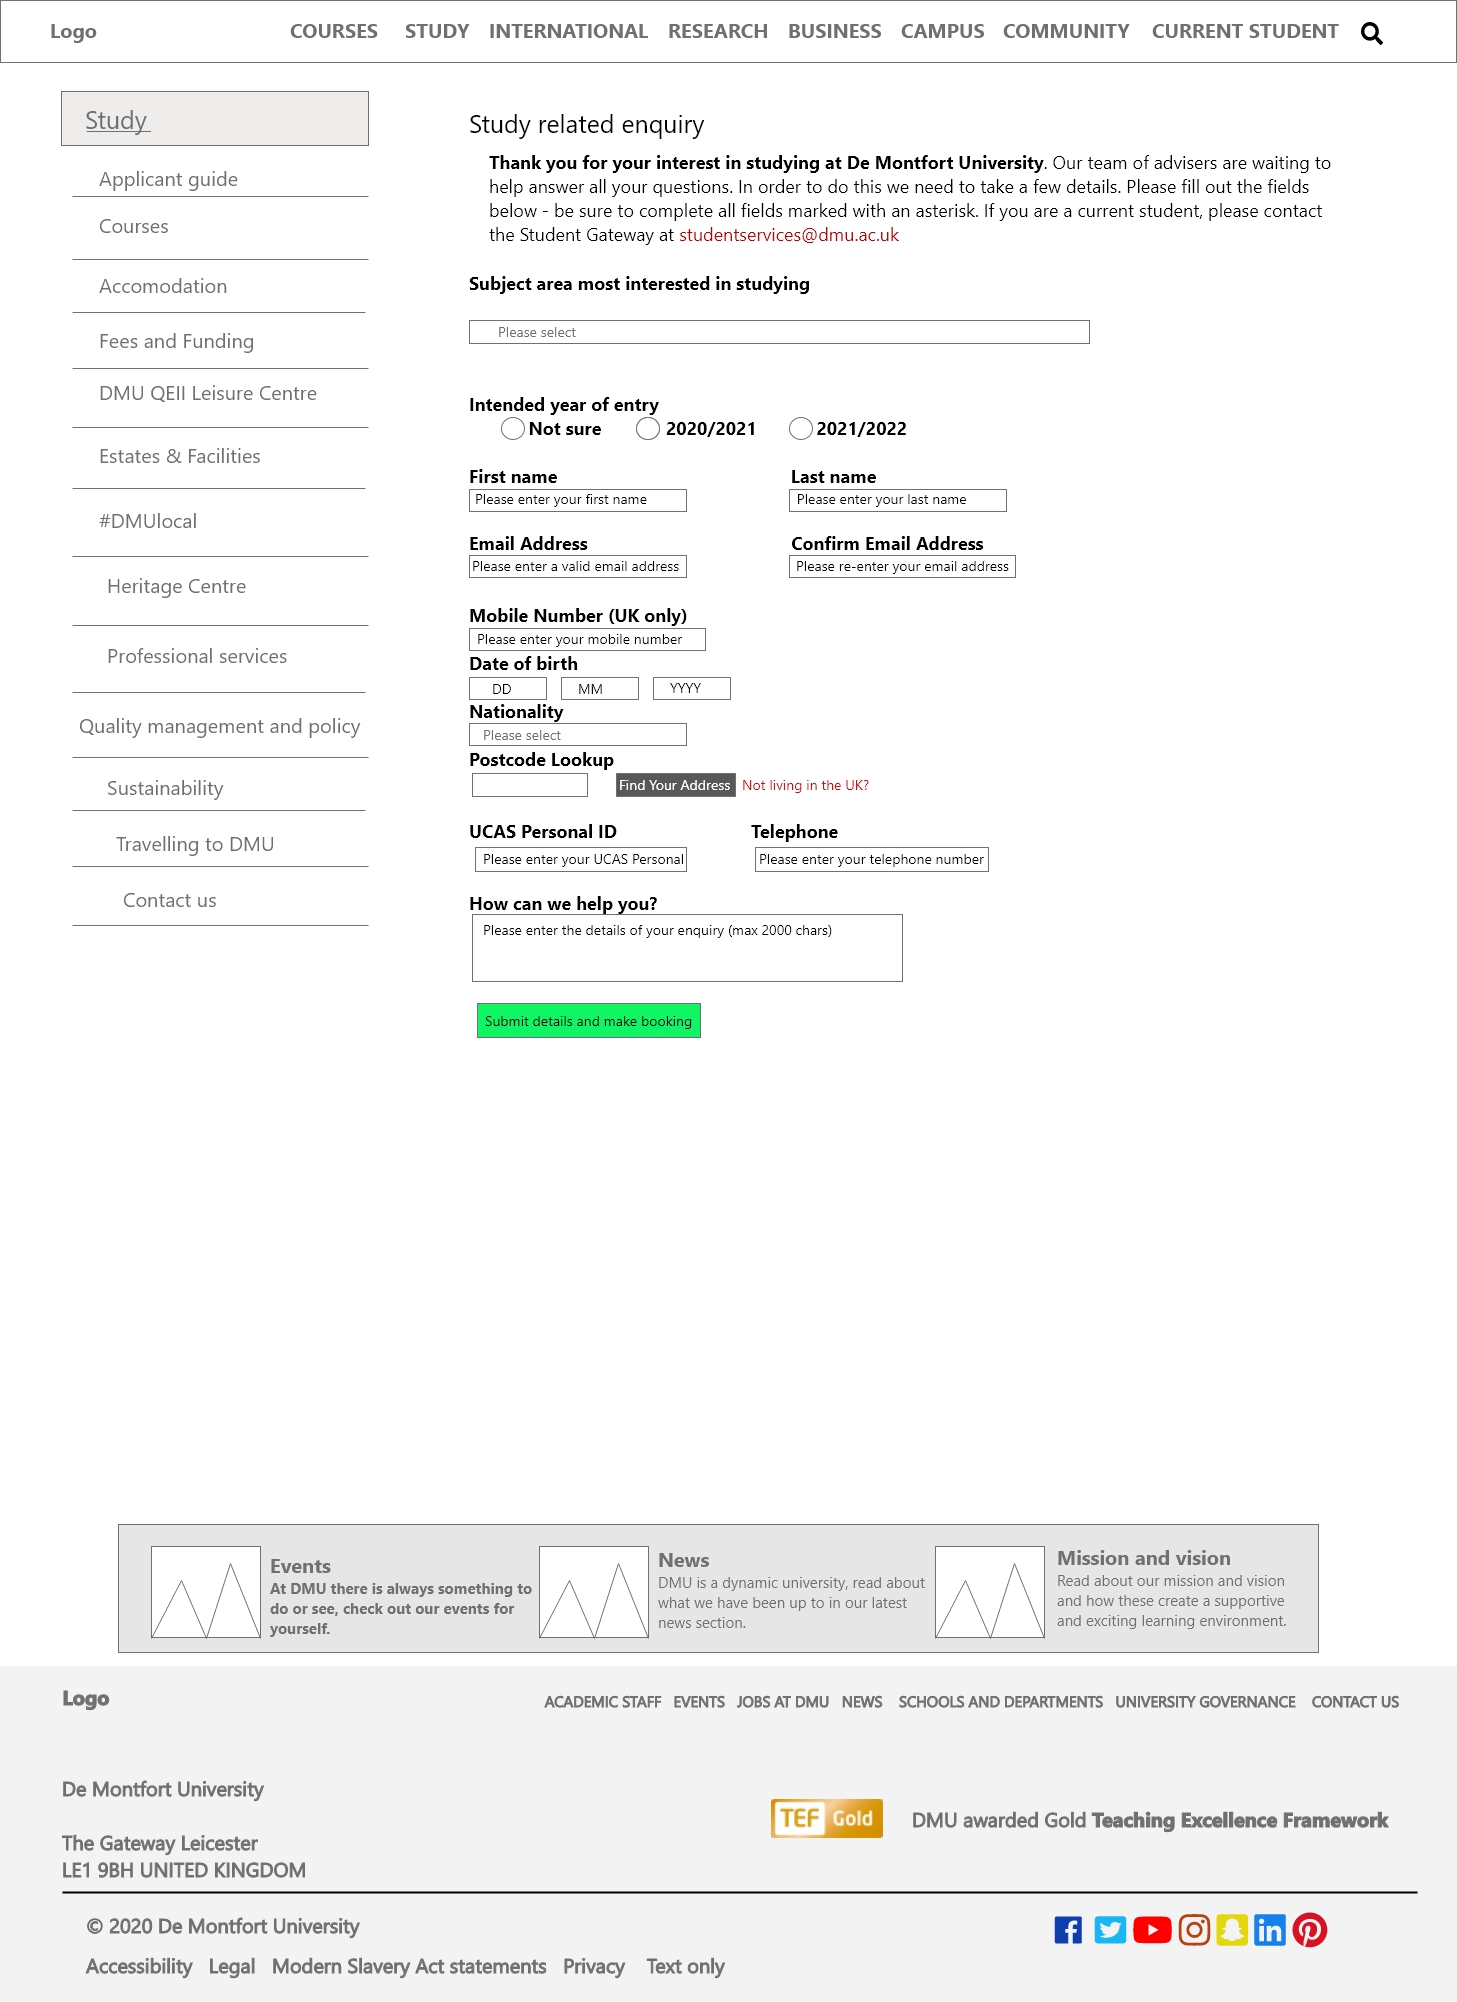 Logo
COURSES STUDY INTERNATIONAL RESEARCH BUSINESS CAMPUS COMMUNITY CURRENT STUDENT
Study
Applicant guide
Courses
Accomodation
Fees and Funding
DMU QEII Leisure Centre
Estates & Facilities
#DMUlocal
Heritage Centre
Professional services
Quality management and policy
Sustainability
Travelling to DMU
Contact us
Study related enquiry
Thank you for your interest in studying at De Montfort University. Our team of advisers are waiting to
help answer all your questions. In order to do this we need to take a few details. Please fill out the fields
below - be sure to complete all fields marked with an asterisk. If you are a current student, please contact
the Student Gateway at studentservices@dmu.ac.uk
Subject area most interested in studying
Please select
Intended year of entry
Not sure 2020/2021 2021/2022
First name Last name
Please enter your first name Please enter your last name
Email Address Confirm Email Address
Please enter a valid email address Please re-enter your email address
Mobile Number (UK only)
Please enter your mobile number
Date of birth
DD MM YYYY
Nationality
Please select
Postcode Lookup
Find Your Address Not living in the UK?
UCAS Personal ID Telephone
Please enter your UCAS Personal Please enter your telephone number
How can we help you?
Please enter the details of your enquiry (max 2000 chars)
Submit details and make booking
Events
At DMU there is always something to
do or see, check out our events for
yourself.
News
DMU is a dynamic university, read about
what we have been up to in our latest
news section.
Mission and vision
Read about our mission and vision
and how these create a supportive
and exciting learning environment.
Logo
ACADEMIC STAFF EVENTS JOBS AT DMU NEWS SCHOOLS AND DEPARTMENTS UNIVERSITY GOVERNANCE CONTACT US
De Montfort University
The Gateway Leicester
LE1 9BH UNITED KINGDOM
TEF Gold
DMU awarded Gold Teaching Excellence Framework
© 2020 De Montfort University
Accessibility Legal Modern Slavery Act statements Privacy Text only